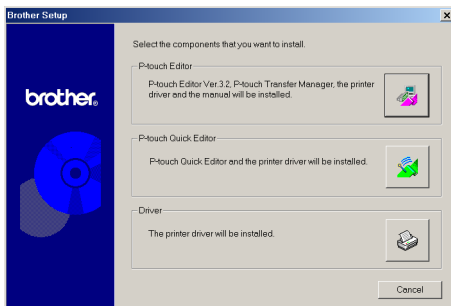 Brother Setup
Select the components that you want to install.
P-touch Editor
P-touch Editor Ver.3.2, P-touch Transfer Manager, the printer
driver and the manual will be installed.
brother®
P-touch Quick Editor
P-touch Quick Editor and the printer driver will be installed.
Driver
The printer driver will be installed.
Cancel